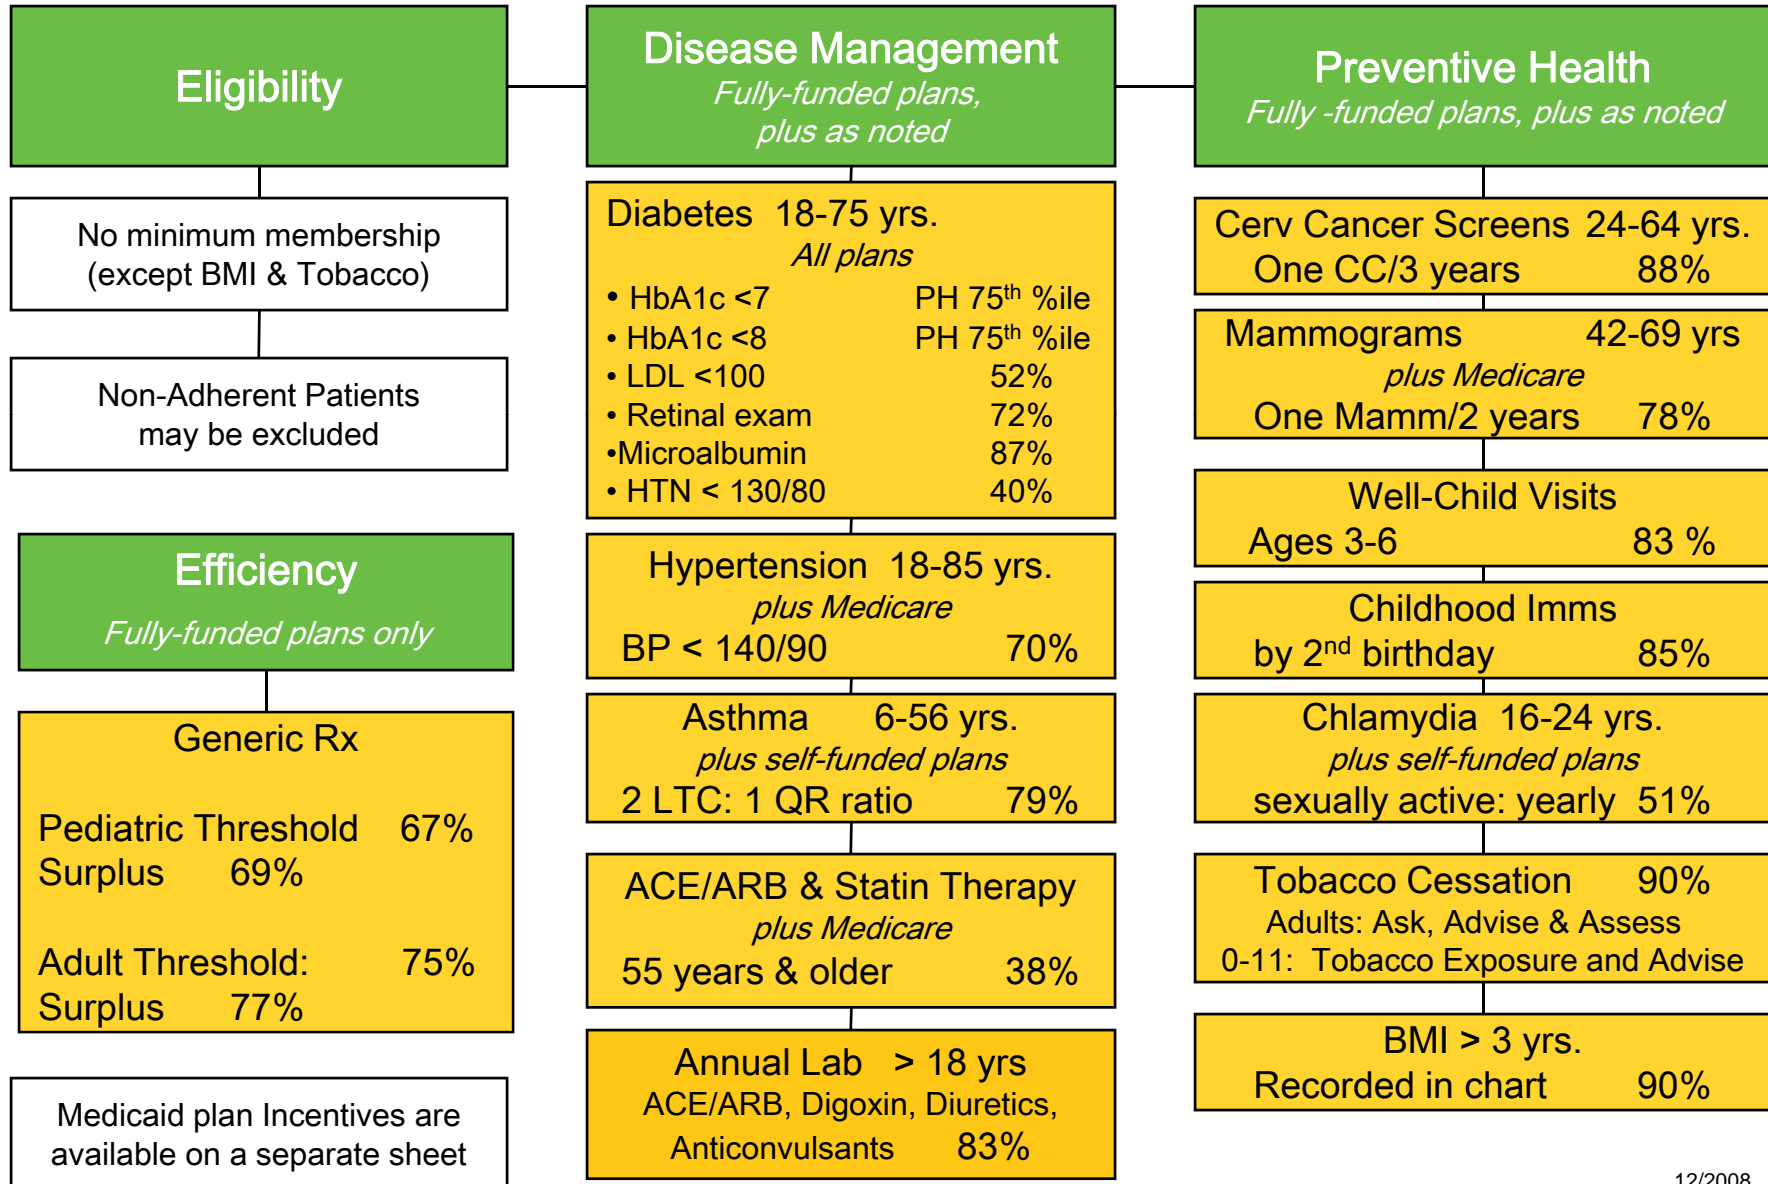 Eligibility
No minimum membership
(except BMI & Tobacco)
Non-Adherent Patients
may be excluded
Efficiency
Fully-funded plans only
Generic Rx
Pediatric Threshold 67%
Surplus 69%
Adult Threshold: 75%
Surplus 77%
Medicaid plan Incentives are
available on a separate sheet
Disease Management
Fully-funded plans,
plus as noted
Diabetes 18-75 yrs.
All plans
• HbA1c <7 PH 75th %ile
• HbA1c <8 PH 75th %ile
• LDL <100 52%
• Retinal exam 72%
•Microalbumin 87%
• HTN < 130/80 40%
Hypertension 18-85 yrs.
plus Medicare
BP < 140/90 70%
Asthma 6-56 yrs.
plus self-funded plans
2 LTC: 1 QR ratio 79%
ACE/ARB & Statin Therapy
plus Medicare
55 years & older 38%
Annual Lab > 18 yrs
ACE/ARB, Digoxin, Diuretics,
Anticonvulsants 83%
Preventive Health
Fully -funded plans, plus as noted
Cerv Cancer Screens 24-64 yrs.
One CC/3 years 88%
Mammograms 42-69 yrs
plus Medicare
One Mamm/2 years 78%
Well-Child Visits
Ages 3-6 83 %
Childhood Imms
by 2nd birthday 85%
Chlamydia 16-24 yrs.
plus self-funded plans
sexually active: yearly 51%
Tobacco Cessation 90%
Adults: Ask, Advise & Assess
0-11: Tobacco Exposure and Advise
BMI > 3 yrs.
Recorded in chart 90%
12/2008